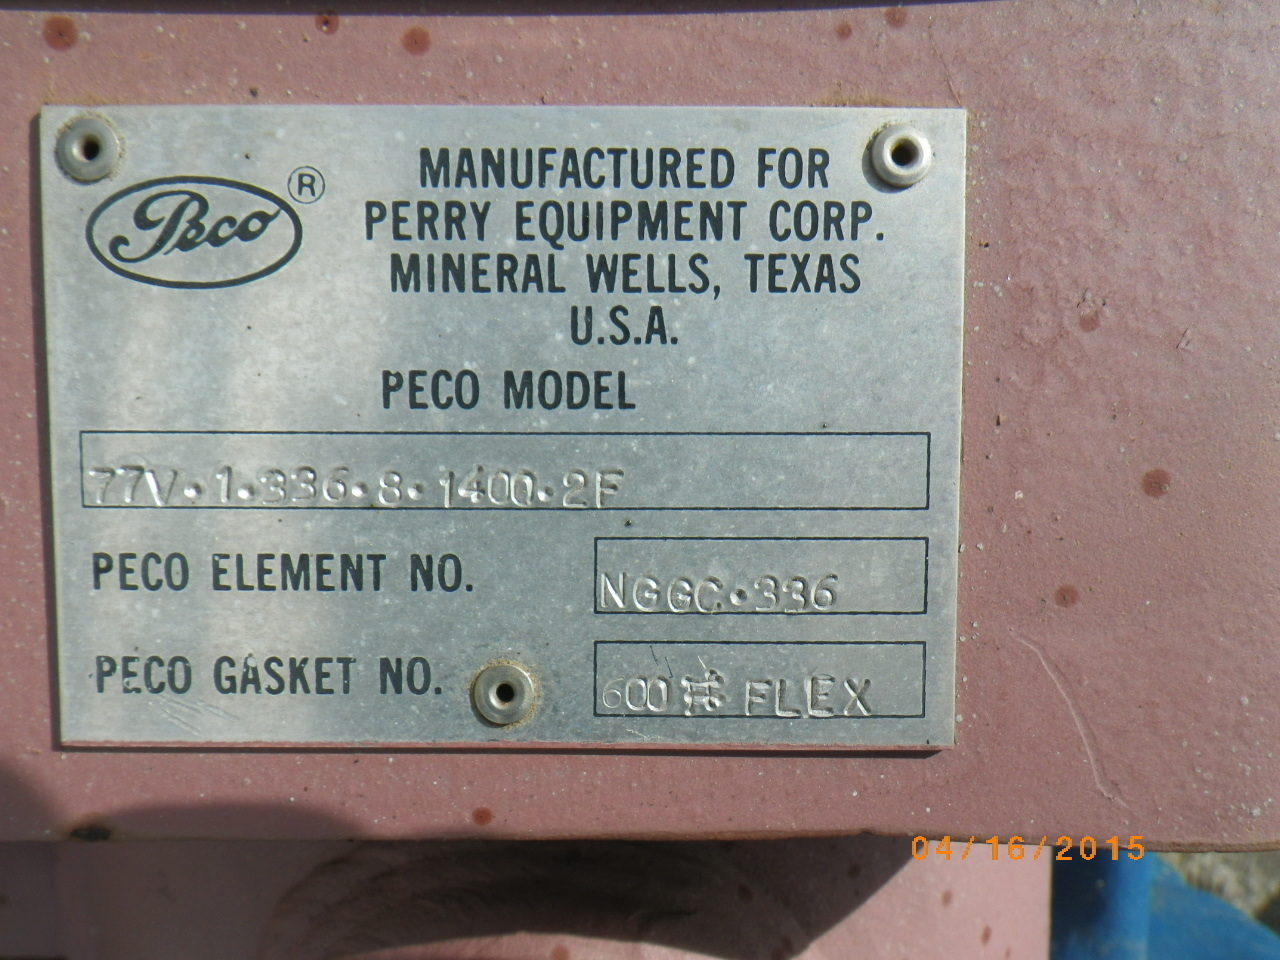 Peco ®
MANUFACTURED FOR
PERRY EQUIPMENT CORP.
MINERAL WELLS, TEXAS
U.S.A.
PECO MODEL
77V·1·336·8·1400·2F
PECO ELEMENT NO. NGGC·336
PECO GASKET NO. 600# FLEX
04/16/2015